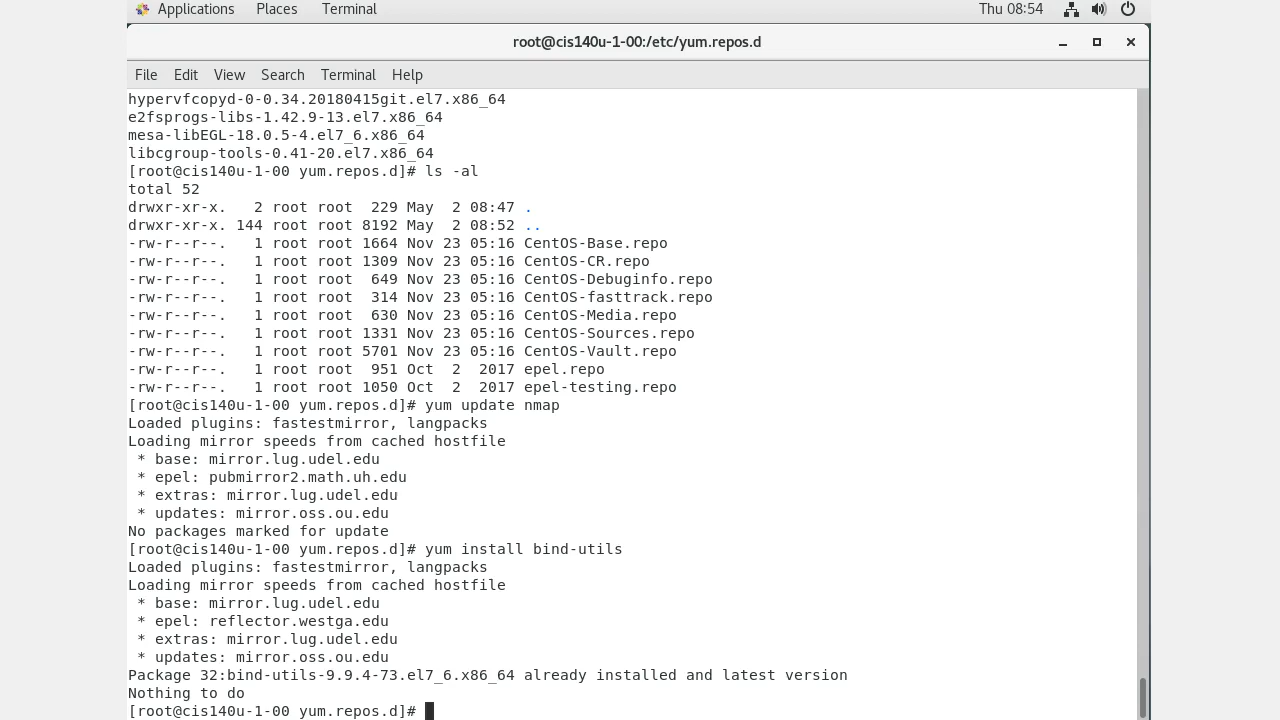 Applications Places Terminal Thu 08:54
root@cis140u-1-00:/etc/yum.repos.d
File Edit View Search Terminal Help
hypervfcopyd-0-0.34.20180415git.el7.x86_64
e2fsprogs-libs-1.42.9-13.el7.x86_64
mesa-libEGL-18.0.5-4.el7_6.x86_64
libcgroup-tools-0.41-20.el7.x86_64
[root@cis140u-1-00 yum.repos.d]# ls -al
total 52
drwxr-xr-x.   2 root root  229 May  2 08:47 .
drwxr-xr-x. 144 root root 8192 May  2 08:52 ..
-rw-r--r--.   1 root root 1664 Nov 23 05:16 CentOS-Base.repo
-rw-r--r--.   1 root root 1309 Nov 23 05:16 CentOS-CR.repo
-rw-r--r--.   1 root root  649 Nov 23 05:16 CentOS-Debuginfo.repo
-rw-r--r--.   1 root root  314 Nov 23 05:16 CentOS-fasttrack.repo
-rw-r--r--.   1 root root  630 Nov 23 05:16 CentOS-Media.repo
-rw-r--r--.   1 root root 1331 Nov 23 05:16 CentOS-Sources.repo
-rw-r--r--.   1 root root 5701 Nov 23 05:16 CentOS-Vault.repo
-rw-r--r--.   1 root root  951 Oct  2  2017 epel.repo
-rw-r--r--.   1 root root 1050 Oct  2  2017 epel-testing.repo
[root@cis140u-1-00 yum.repos.d]# yum update nmap
Loaded plugins: fastestmirror, langpacks
Loading mirror speeds from cached hostfile
 * base: mirror.lug.udel.edu
 * epel: pubmirror2.math.uh.edu
 * extras: mirror.lug.udel.edu
 * updates: mirror.oss.ou.edu
No packages marked for update
[root@cis140u-1-00 yum.repos.d]# yum install bind-utils
Loaded plugins: fastestmirror, langpacks
Loading mirror speeds from cached hostfile
 * base: mirror.lug.udel.edu
 * epel: reflector.westga.edu
 * extras: mirror.lug.udel.edu
 * updates: mirror.oss.ou.edu
Package 32:bind-utils-9.9.4-73.el7_6.x86_64 already installed and latest version
Nothing to do
[root@cis140u-1-00 yum.repos.d]#